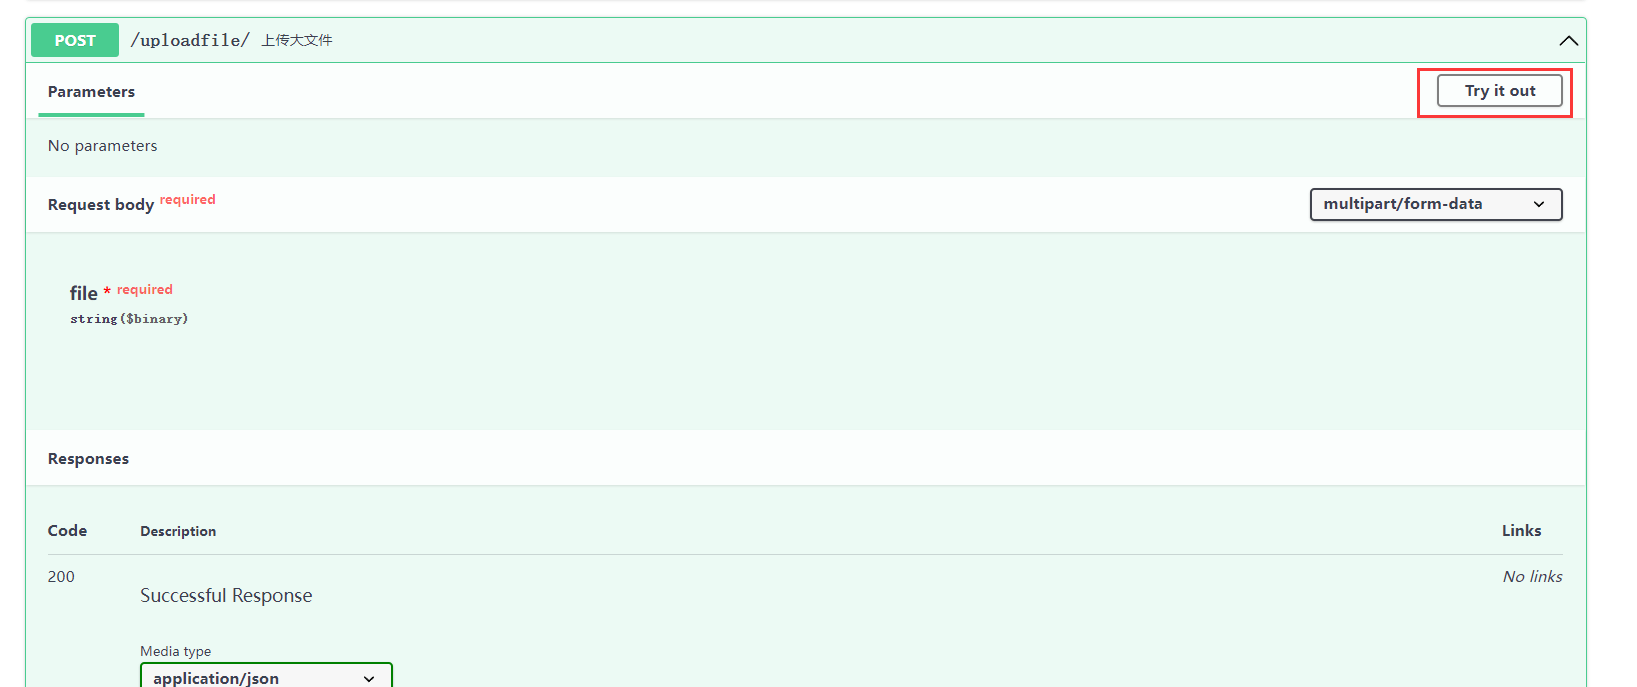 POST /uploadfile/ 上传大文件
Parameters
Try it out
No parameters
Request body required
multipart/form-data
file * required
string($binary)
Responses
Code Description Links
200 Successful Response No links
Media type
application/json